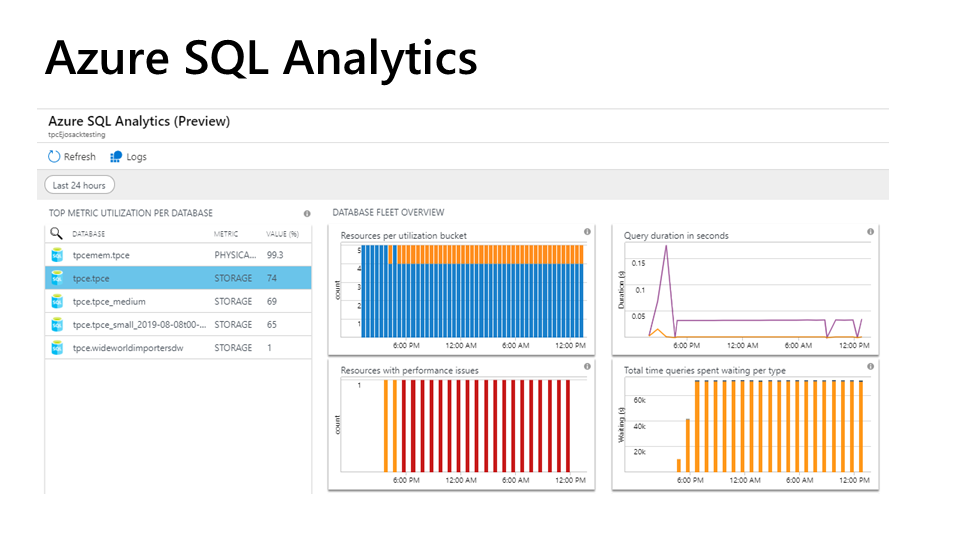 Azure SQL Analytics
Azure SQL Analytics (Preview)
tpcEjosacktesting
Refresh Logs
Last 24 hours
TOP METRIC UTILIZATION PER DATABASE
DATABASE METRIC VALUE (%)
tpcemem.tpce PHYSICA... 99.3
tpce.tpce STORAGE 74
tpce.tpce_medium STORAGE 69
tpce.tpce_small_2019-08-08t00-... STORAGE 65
tpce.wideworldimportersdw STORAGE 1
DATABASE FLEET OVERVIEW
Resources per utilization bucket
count
5
4
3
2
1
6:00 PM 12:00 AM 6:00 AM 12:00 PM
Query duration in seconds
Duration (s)
0.15
0.1
0.05
6:00 PM 12:00 AM 6:00 AM 12:00 PM
Resources with performance issues
count
1
6:00 PM 12:00 AM 6:00 AM 12:00 PM
Total time queries spent waiting per type
Waiting (s)
60k
40k
20k
6:00 PM 12:00 AM 6:00 AM 12:00 PM